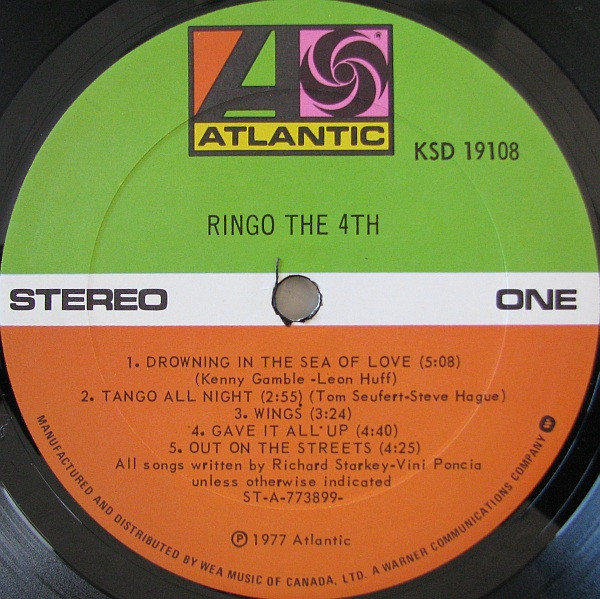 ATLANTIC
KSD 19108
RINGO THE 4TH
STEREO ONE
1. DROWNING IN THE SEA OF LOVE (5:08)
(Kenny Gamble -Leon Huff)
2. TANGO ALL NIGHT (2:55) (Tom Seufert-Steve Hague)
3. WINGS (3:24)
4. GAVE IT ALL UP (4:40)
5. OUT ON THE STREETS (4:25)
All songs written by Richard Starkey-Vini Poncia
unless otherwise indicated
ST-A-773899-
℗ 1977 Atlantic
MANUFACTURED AND DISTRIBUTED BY WEA MUSIC OF CANADA, LTD. A WARNER COMMUNICATIONS COMPANY